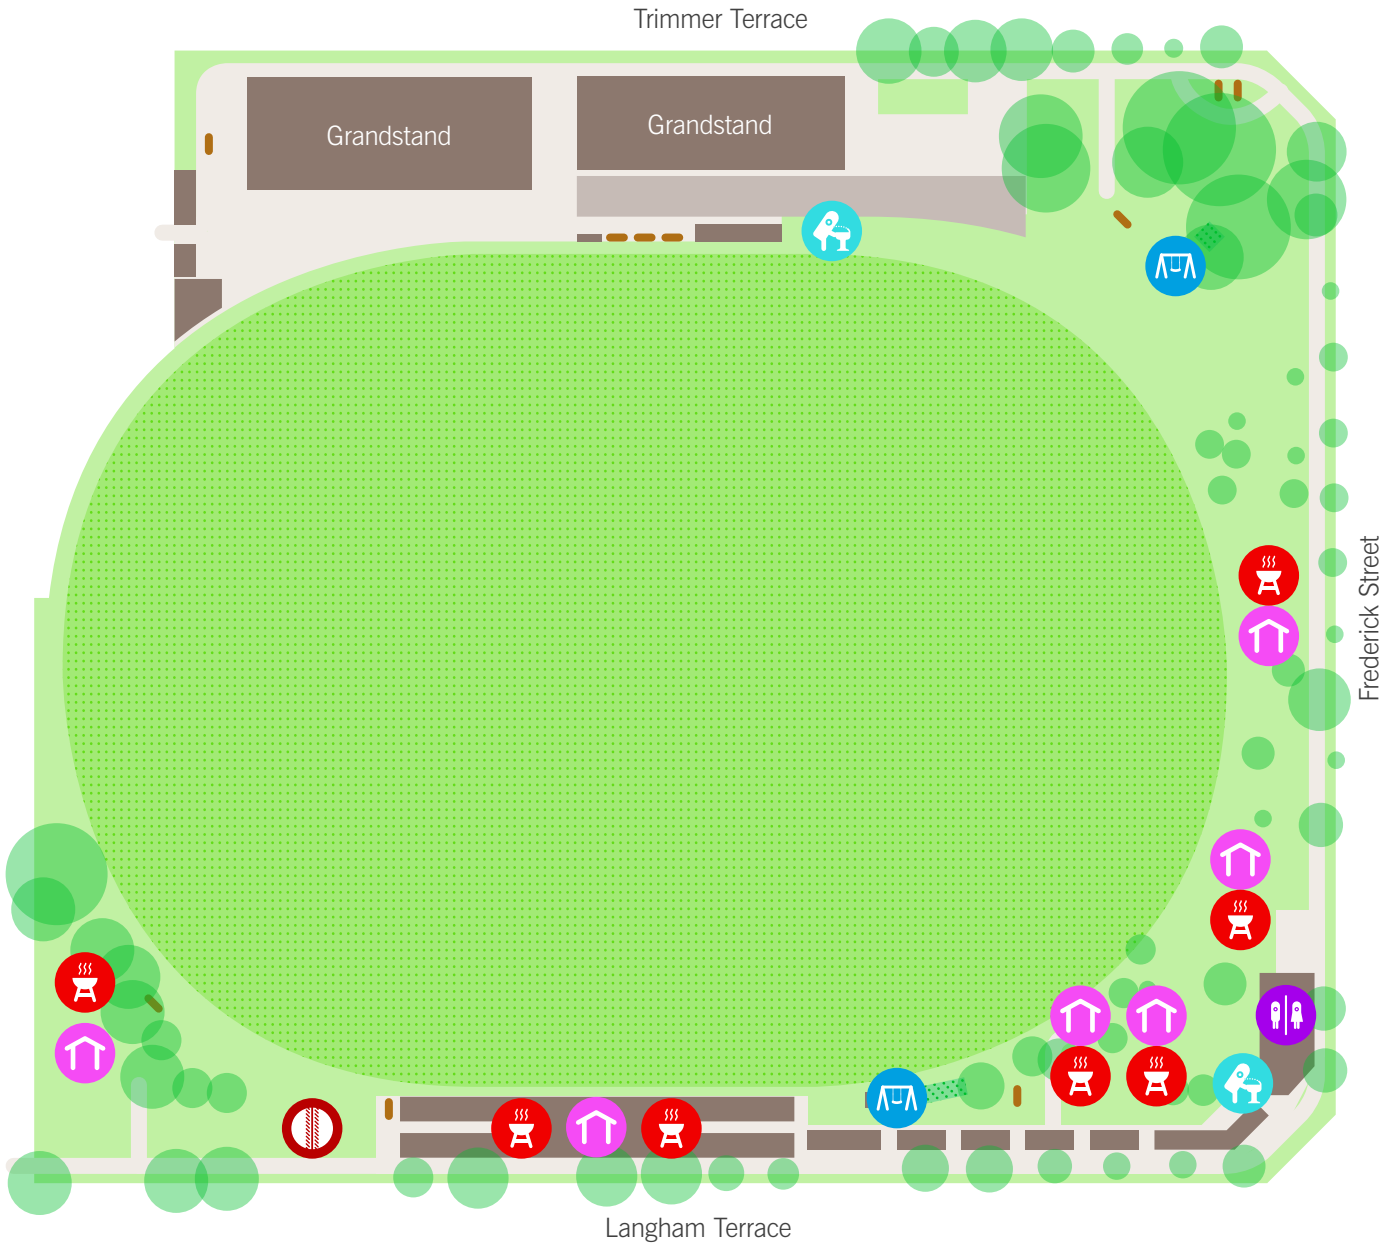 Trimmer Terrace
Grandstand
Grandstand
Frederick Street
Langham Terrace